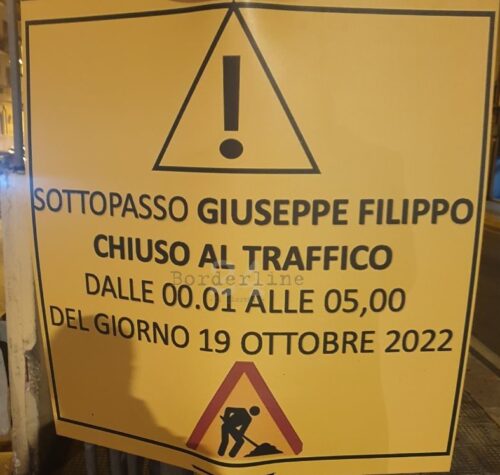 !
SOTTOPASSO GIUSEPPE FILIPPO
CHIUSO AL TRAFFICO
Borderline
DALLE 00.01 ALLE 05,00
DEL GIORNO 19 OTTOBRE 2022